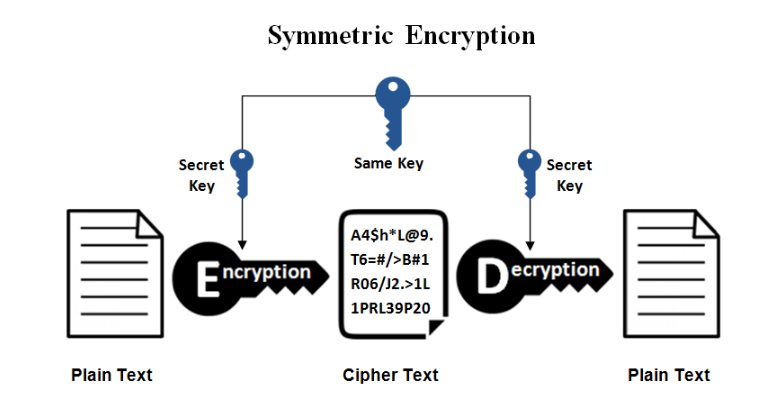 Symmetric Encryption
Same Key
Secret
Key
Secret
Key
Encryption
A4$h*L@9.
T6=#/>B#1
R06/J2.>1L
1PRL39P20
Decryption
Plain Text
Cipher Text
Plain Text